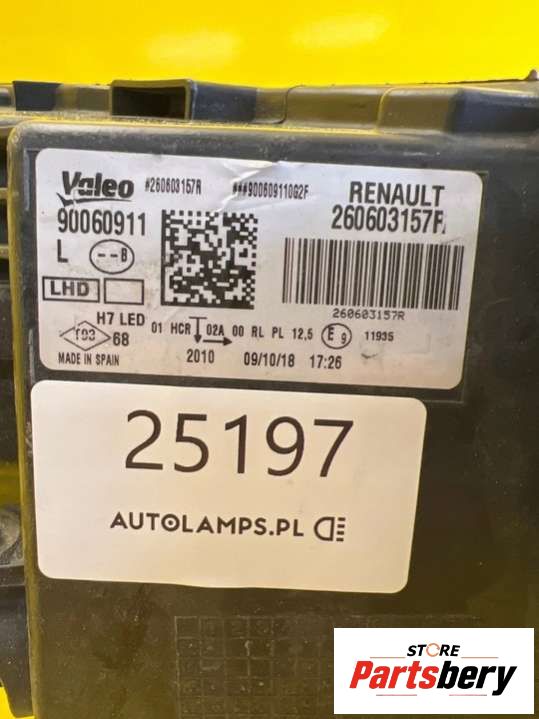 Valeo #260603157R ###90060911062F RENAULT
90060911 260603157R
L --B
LHD
260603157R
H7 LED 01 HCR 02A 00 RL PL 12,5 E9 11935
T93 68
MADE IN SPAIN 2010 09/10/18 17:26
25197
AUTOLAMPS.PL
STORE
Partsbery